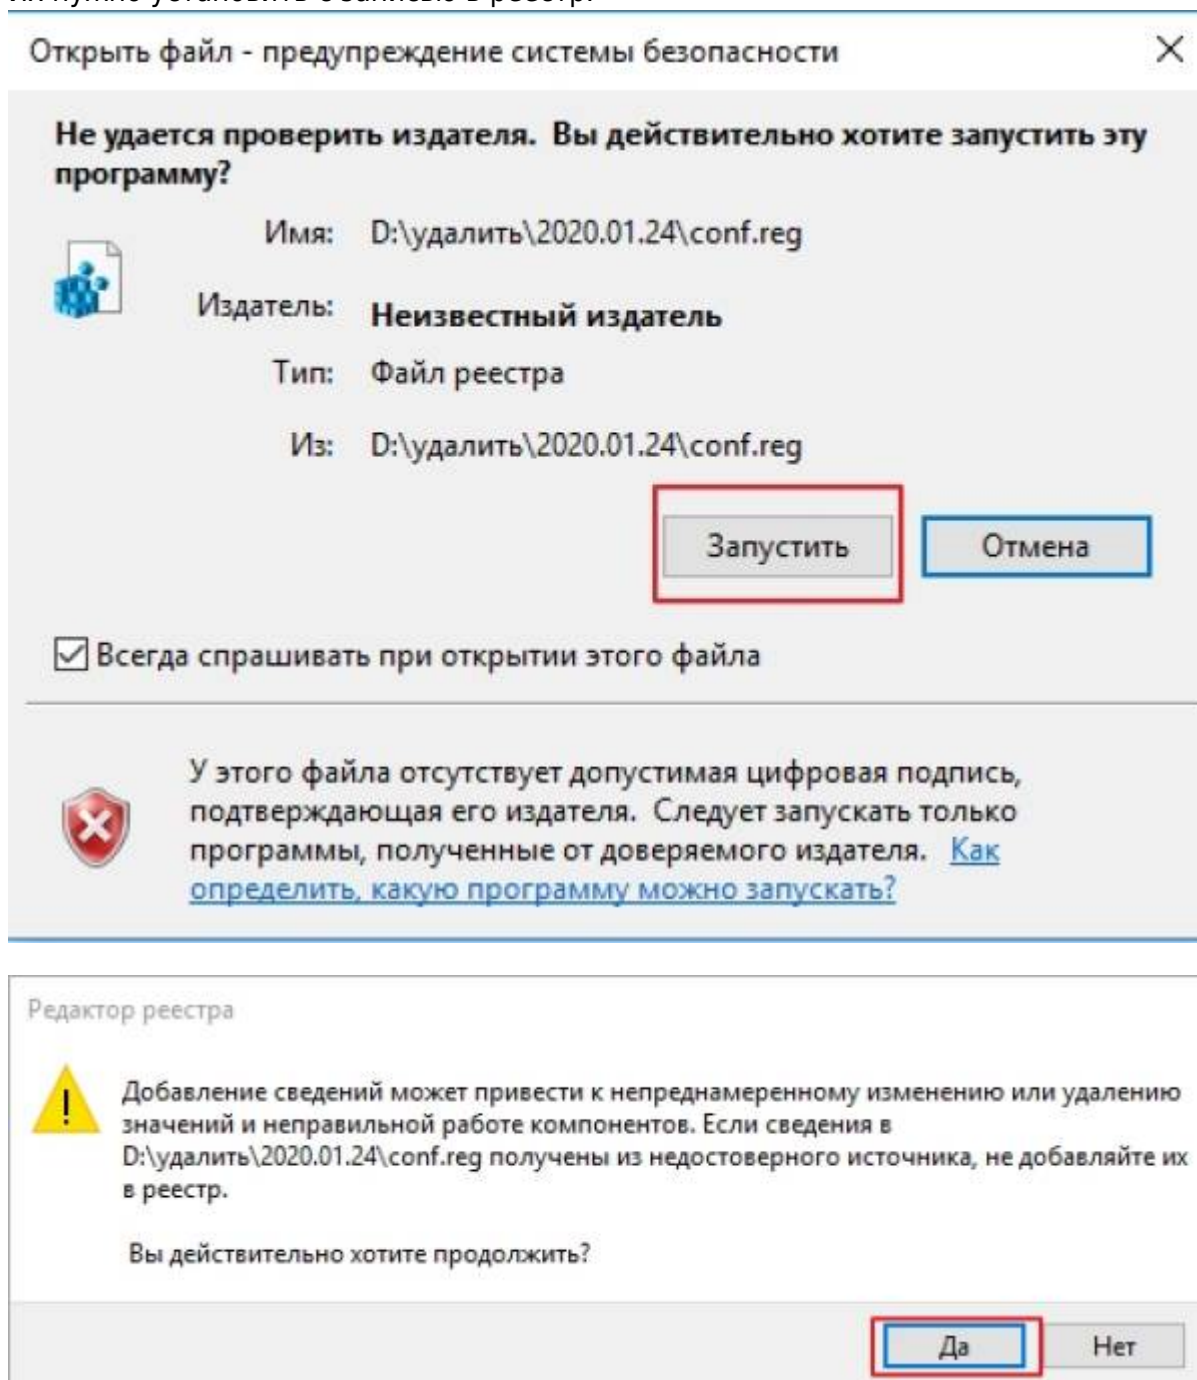 Открыть файл - предупреждение системы безопасности
Не удается проверить издателя. Вы действительно хотите запустить эту
программу?
Имя: D:\удалить\2020.01.24\conf.reg
Издатель: Неизвестный издатель
Тип: Файл реестра
Из: D:\удалить\2020.01.24\conf.reg
Запустить Отмена
Всегда спрашивать при открытии этого файла
У этого файла отсутствует допустимая цифровая подпись,
подтверждающая его издателя. Следует запускать только
программы, полученные от доверяемого издателя. Как
определить, какую программу можно запускать?
Редактор реестра
Добавление сведений может привести к непреднамеренному изменению или удалению
значений и неправильной работе компонентов. Если сведения в
D:\удалить\2020.01.24\conf.reg получены из недостоверного источника, не добавляйте их
в реестр.
Вы действительно хотите продолжить?
Да Нет